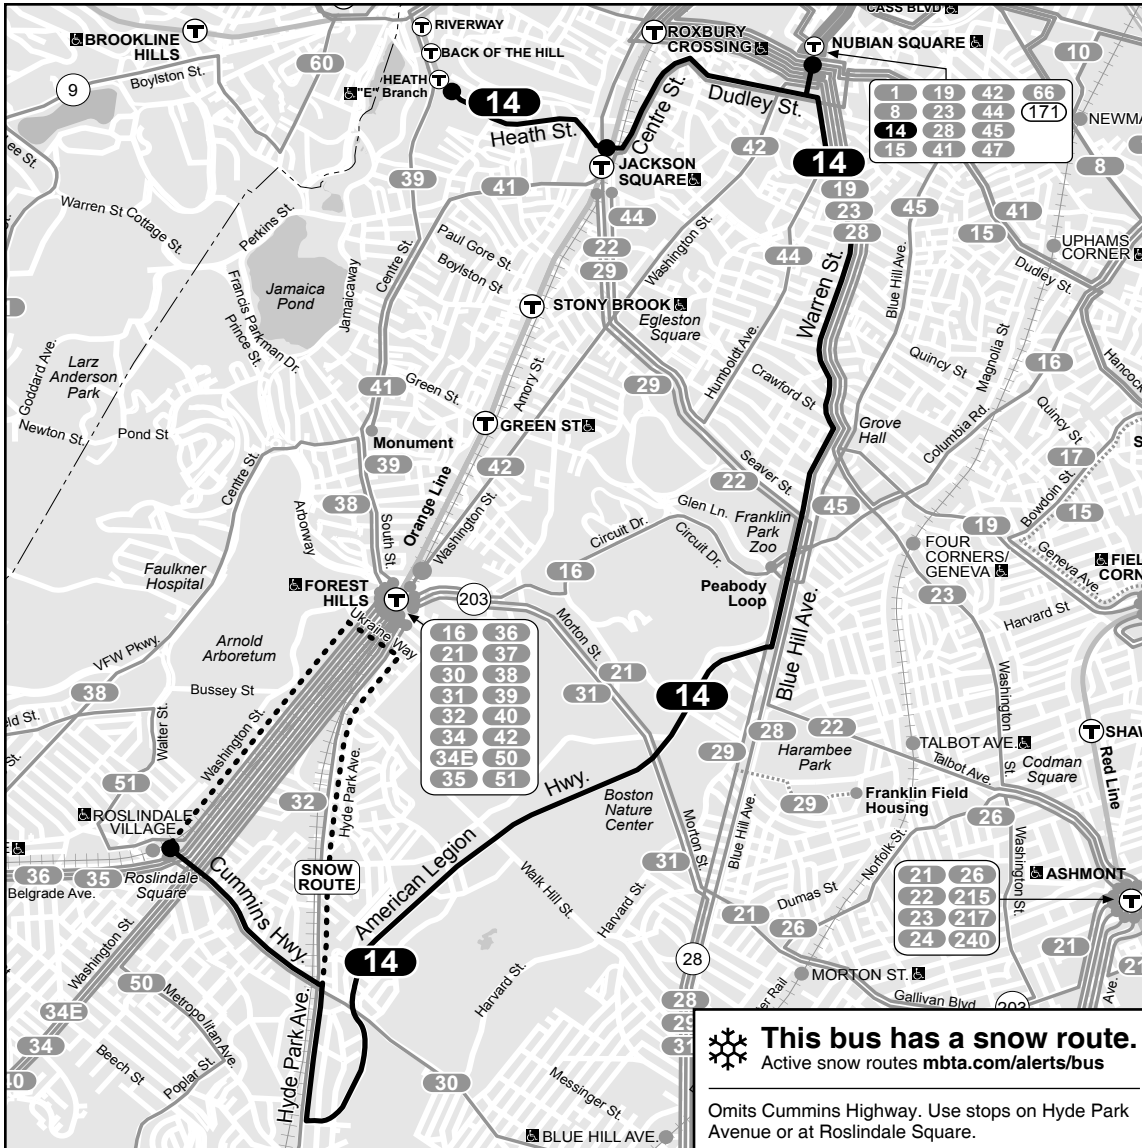 CASS BLVD
BROOKLINE
HILLS
RIVERWAY
BACK OF THE HILL
HEATH
"E" Branch
ROXBURY
CROSSING
NUBIAN SQUARE
9
Boylston St.
60
10
14
Heath St.
Centre St.
Dudley St.
1 19 42 66
8 23 44 171
14 28 45
15 41 47
NEWMA
8
JACKSON
SQUARE
42
14
19
23
28
39
41
44
22
29
45
41
15
Warren St
Cottage St.
Perkins St.
Paul Gore St.
Boylston St
Centre St.
Washington St.
44
Warren St.
Blue Hill Ave.
UPHAMS
CORNER
Dudley St.
Jamaica
Pond
Jamaicaway
Francis Parkman Dr.
Prince St.
STONY BROOK
Egleston
Square
Goddard Ave.
Larz
Anderson
Park
Newton St.
Pond St
41
Green St.
Amory St.
29
Humboldt Ave.
Crawford St
Quincy St
Magnolia St
16
Hancock
Columbia Rd.
Quincy St.
Monument
39
GREEN ST
42
Grove
Hall
17
Bowdoin St.
15
Centre St.
Arborway
38
South St.
Orange Line
Washington St.
Seaver St.
22
Glen Ln.
Franklin
Park
Zoo
45
19
Geneva Ave.
Circuit Dr.
Circuit Dr.
FOUR
CORNERS/
GENEVA
FIEL
CORN
Faulkner
Hospital
FOREST
HILLS
203
16
Peabody
Loop
Blue Hill Ave.
23
Harvard St
Ukraine Way
Morton St.
16 36
21 37
30 38
31 39
32 40
34 42
34E 50
35 51
VFW Pkwy.
Arnold
Arboretum
Bussey St
38
eld St.
St.
Walter St.
51
Washington St.
21
31
14
29
28
22
Harambee
Park
Washington
St.
TALBOT AVE.
Talbot Ave.
Codman
Square
SHAW
Red Line
ROSLINDALE
VILLAGE
32
Hyde Park Ave.
American Legion
Hwy.
Boston
Nature
Center
29
Franklin Field
Housing
Blue Hill Ave.
Norfolk St.
26
Washington St.
36
35
Belgrade Ave.
Roslindale
Square
Cummins Hwy.
SNOW
ROUTE
Walk Hill St.
Harvard St.
31
Morton St.
Dumas St
21
26
21 26
22 215
23 217
24 240
ASHMONT
21
21
Washington St.
50
34E
34
40
Metropolitan Ave.
Beech St
Poplar St.
14
Hyde Park Ave.
30
Harvard St.
Messinger St.
28
28
29
31
MORTON ST.
er Rail
Gallivan Blvd.
203
Ave.
BLUE HILL AVE.
This bus has a snow route.
Active snow routes mbta.com/alerts/bus
Omits Cummins Highway. Use stops on Hyde Park
Avenue or at Roslindale Square.